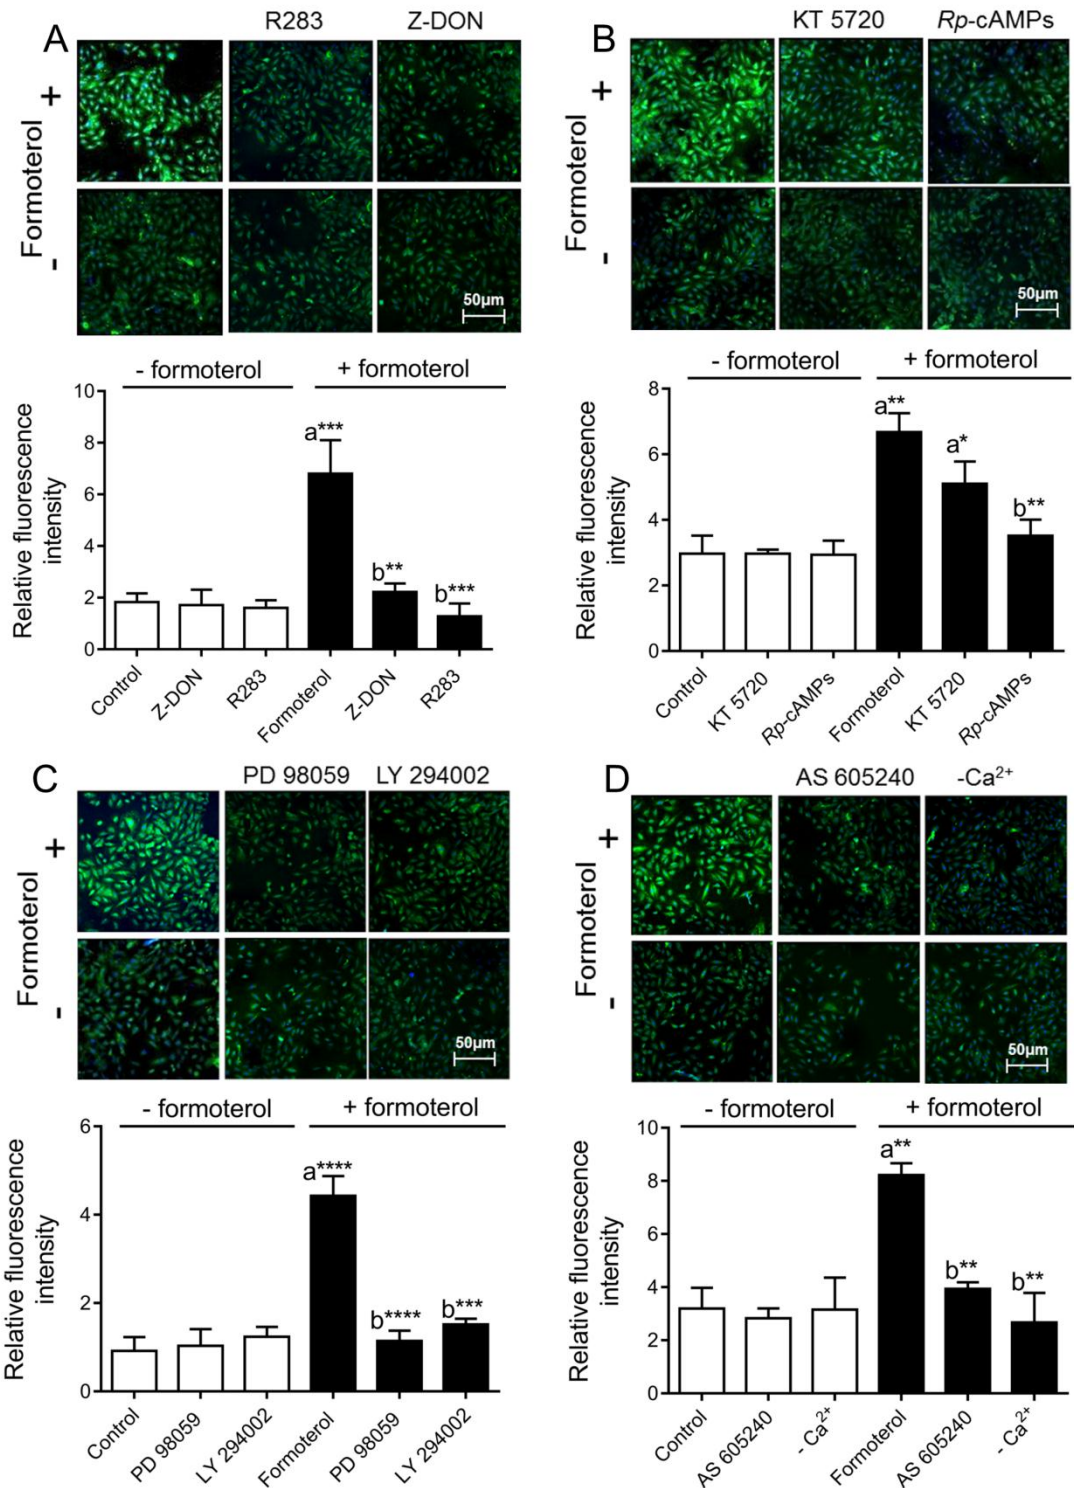 A
R283 Z-DON
+
Formoterol
-
50µm
- formoterol + formoterol
Relative fluorescence
intensity
10
8
6
4
2
0
a***
b**
b***
Control
Z-DON
R283
Formoterol
Z-DON
R283
B
KT 5720 Rp-cAMPs
+
Formoterol
-
50µm
- formoterol + formoterol
Relative fluorescence
intensity
8
6
4
2
0
a**
a*
b**
Control
KT 5720
Rp-cAMPs
Formoterol
KT 5720
Rp-cAMPs
C
PD 98059 LY 294002
+
Formoterol
-
50µm
- formoterol + formoterol
Relative fluorescence
intensity
6
4
2
0
a****
b****
b***
Control
PD 98059
LY 294002
Formoterol
PD 98059
LY 294002
D
AS 605240 -Ca²⁺
+
Formoterol
-
50µm
- formoterol + formoterol
Relative fluorescence
intensity
10
8
6
4
2
0
a**
b**
b**
Control
AS 605240
- Ca²⁺
Formoterol
AS 605240
- Ca²⁺